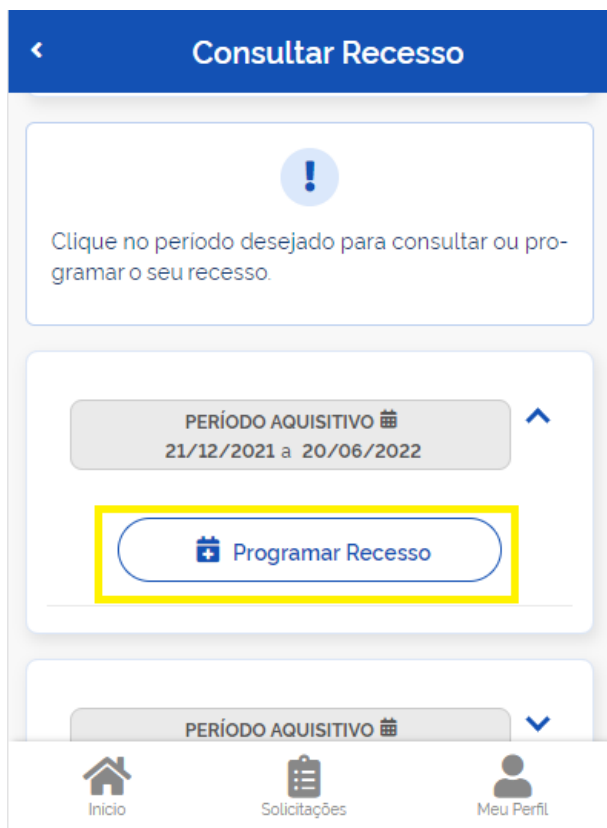 Consultar Recesso
Clique no período desejado para consultar ou pro-
gramar o seu recesso.
PERÍODO AQUISITIVO
21/12/2021 a 20/06/2022
Programar Recesso
PERÍODO AQUISITIVO
Início
Solicitações
Meu Perfil